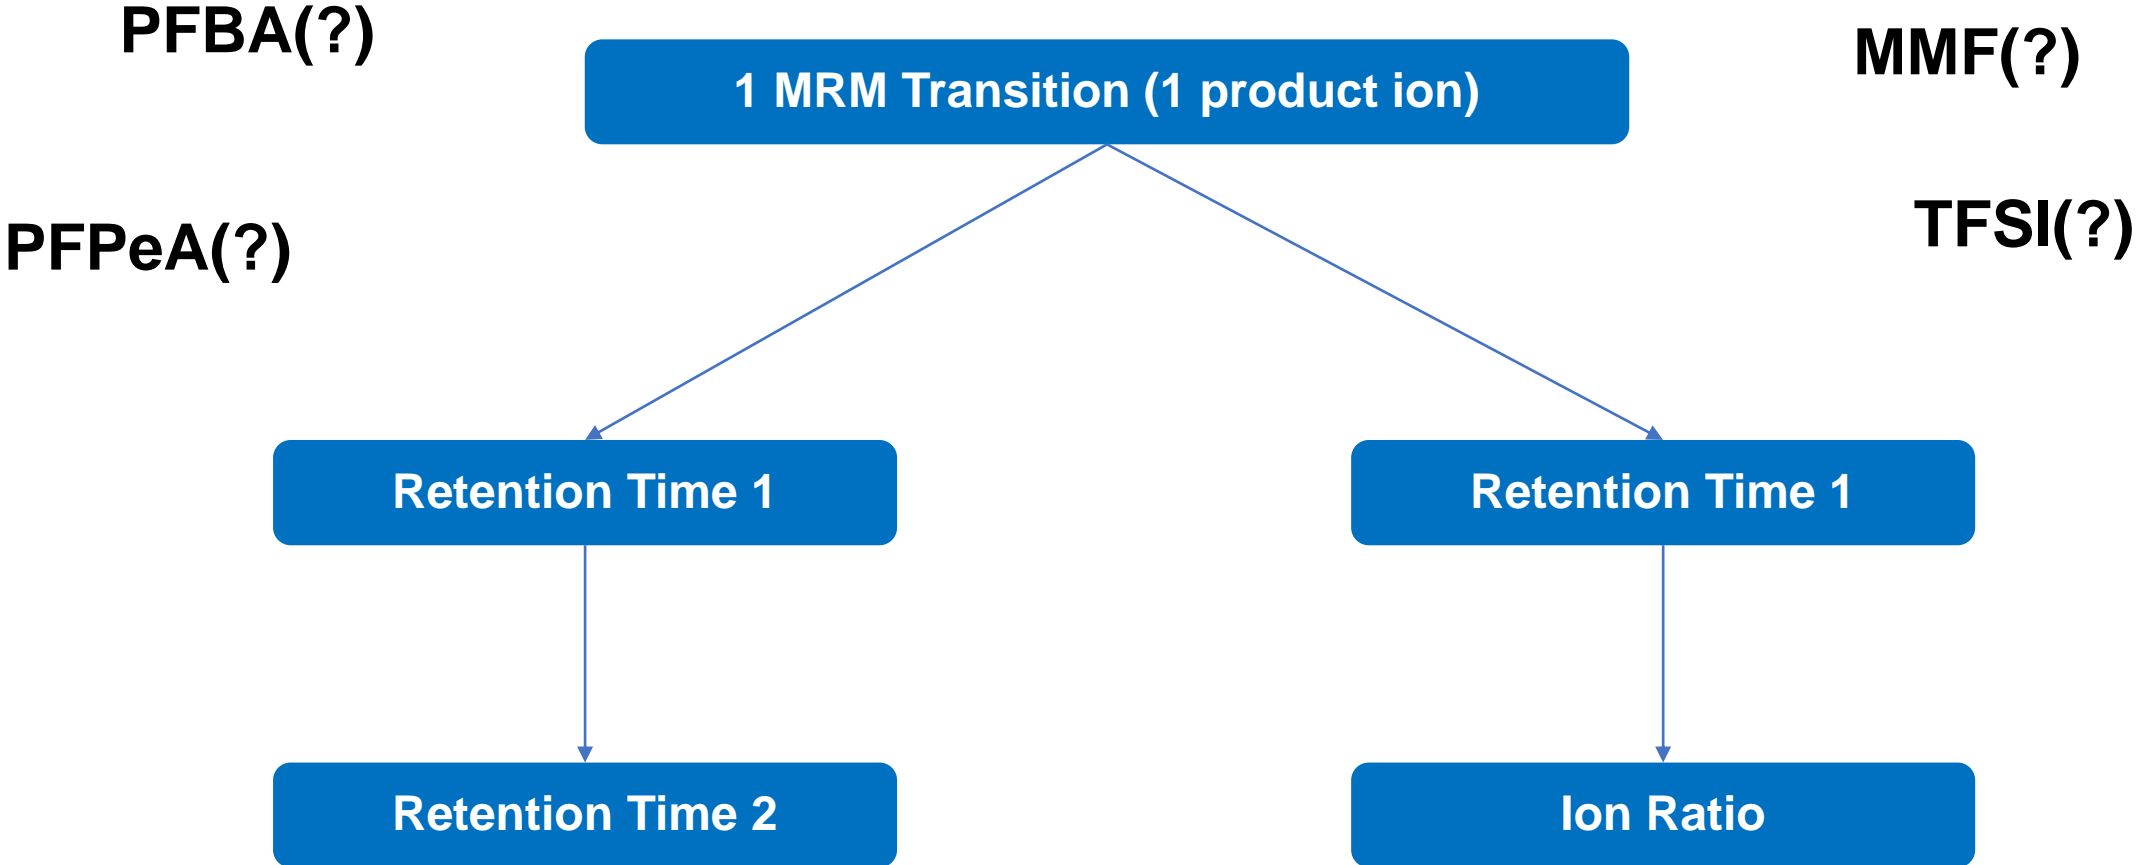 PFBA(?)
1 MRM Transition (1 product ion)
MMF(?)
PFPeA(?)
TFSI(?)
Retention Time 1
Retention Time 1
Retention Time 2
Ion Ratio